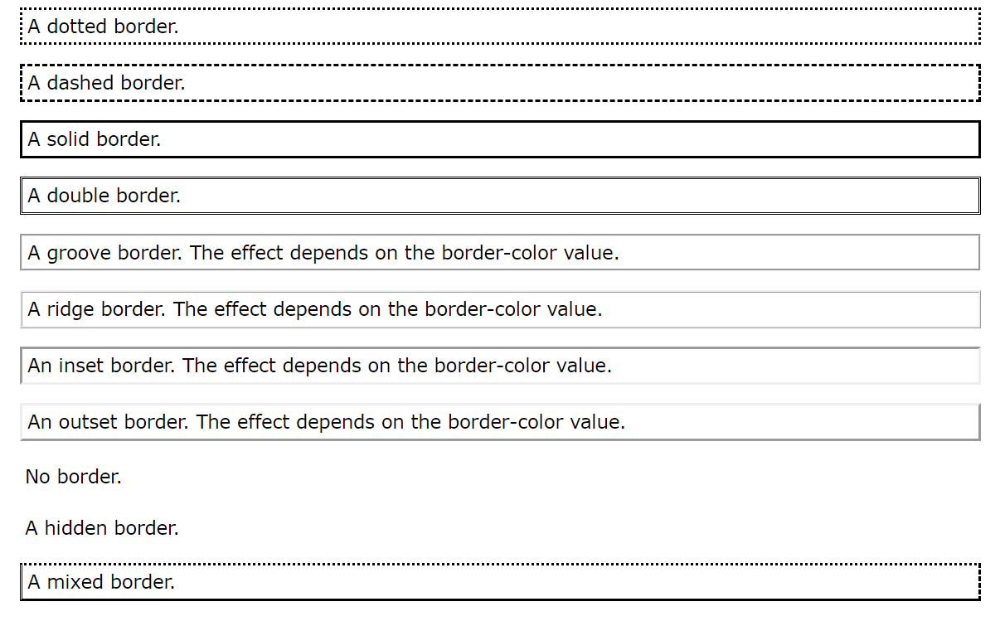 A dotted border.
A dashed border.
A solid border.
A double border.
A groove border. The effect depends on the border-color value.
A ridge border. The effect depends on the border-color value.
An inset border. The effect depends on the border-color value.
An outset border. The effect depends on the border-color value.
No border.
A hidden border.
A mixed border.